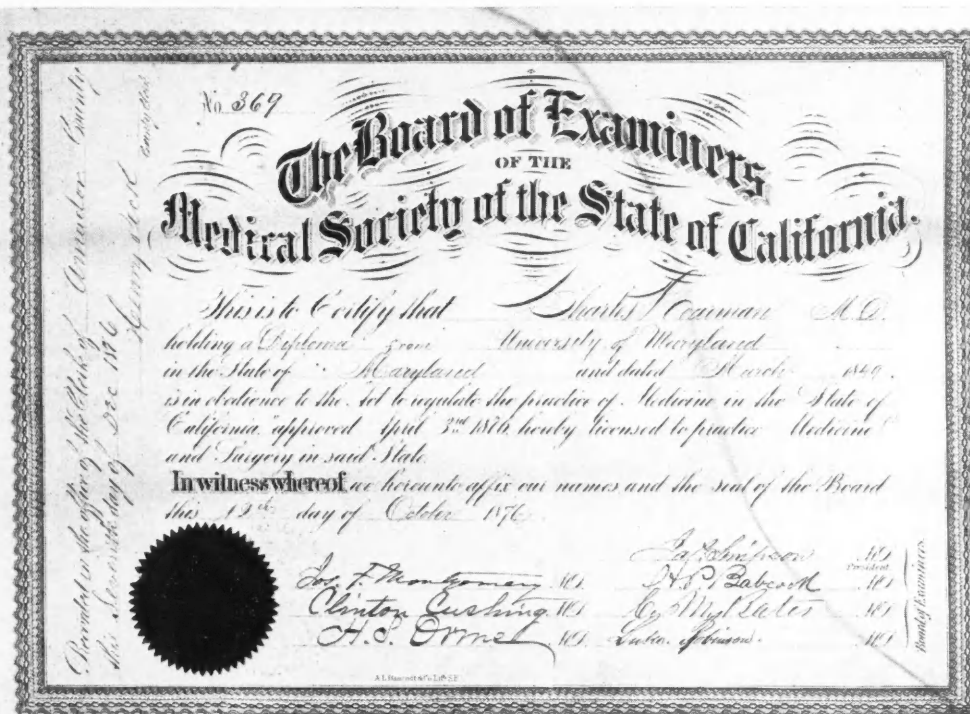 No. 369
The Board of Examiners
OF THE
Medical Society of the State of California.
This is to Certify that Charles M.D.
holding a Diploma from University of Maryland
in the State of Maryland and dated March 1849.
is in obedience to the "Act to regulate the practice of Medicine in the State of
California," approved April 3rd 1876, hereby licensed to practice Medicine
and Surgery in said State.
In witness whereof, we hereunto affix our names and the seal of the Board
this 12th day of October 1876.
Jas. Simpson M.D.
President.
Jos. F. Montgomery M.D. H.P. Babcock M.D.
Clinton Cushing M.D. M.D.
H. S. Orme M.D. Luke Robinson. M.D.
Board of Examiners.
Recorded in the office of the Clerk of Amador County
this Seventh day of Dec 1876